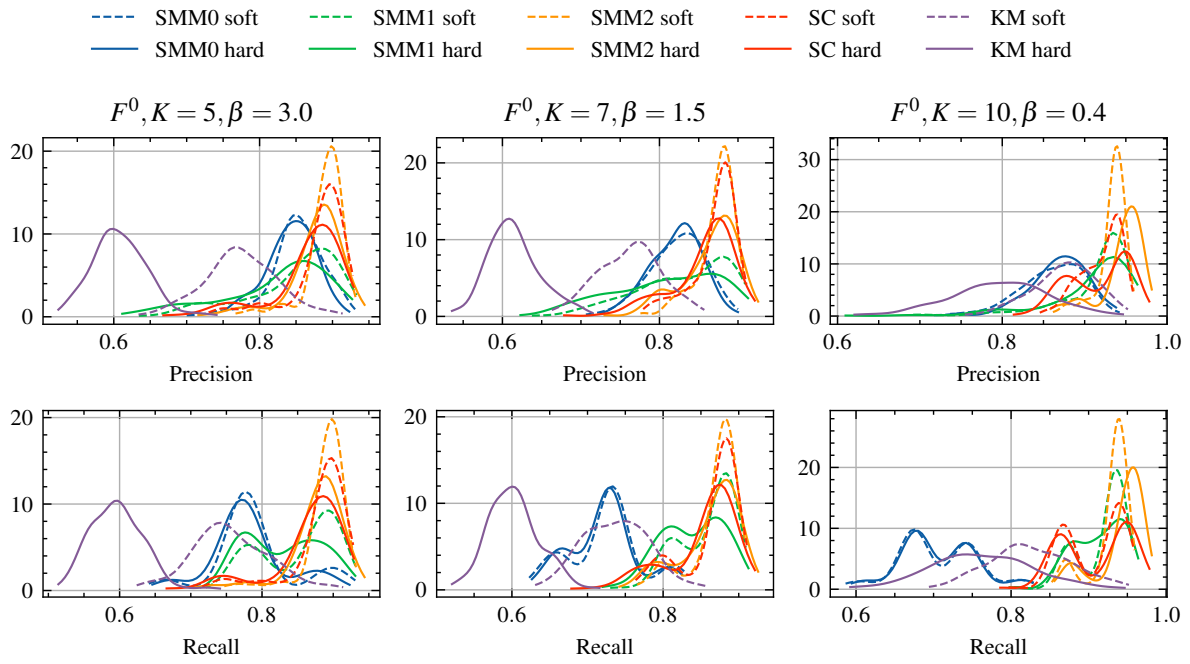 SMM0 soft SMM1 soft SMM2 soft SC soft KM soft
SMM0 hard SMM1 hard SMM2 hard SC hard KM hard
F⁰, K = 5, β = 3.0 F⁰, K = 7, β = 1.5 F⁰, K = 10, β = 0.4
20 20 30
20
10 10 10
0 0 0
0.6 0.8 0.6 0.8 0.6 0.8 1.0
Precision Precision Precision
20 20
20
10 10 10
0 0 0
0.6 0.8 0.6 0.8 0.6 0.8 1.0
Recall Recall Recall